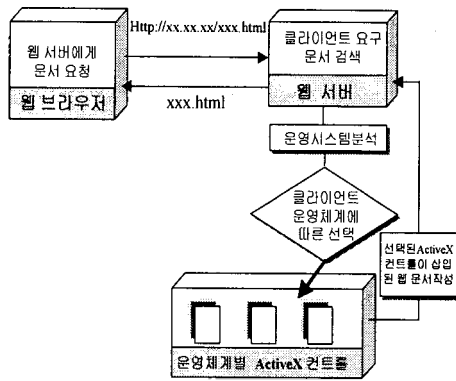 Http://xx.xx.xx/xxx.html
웹 서버에게
문서 요청
웹 브라우저
클라이언트 요구
문서 검색
웹 서버
xxx.html
운영시스템분석
클라이언트
운영체계에
따른 선택
선택된ActiveX
컨트롤이 삽입
된 웹 문서작성
운영체계별 ActiveX 컨트롤